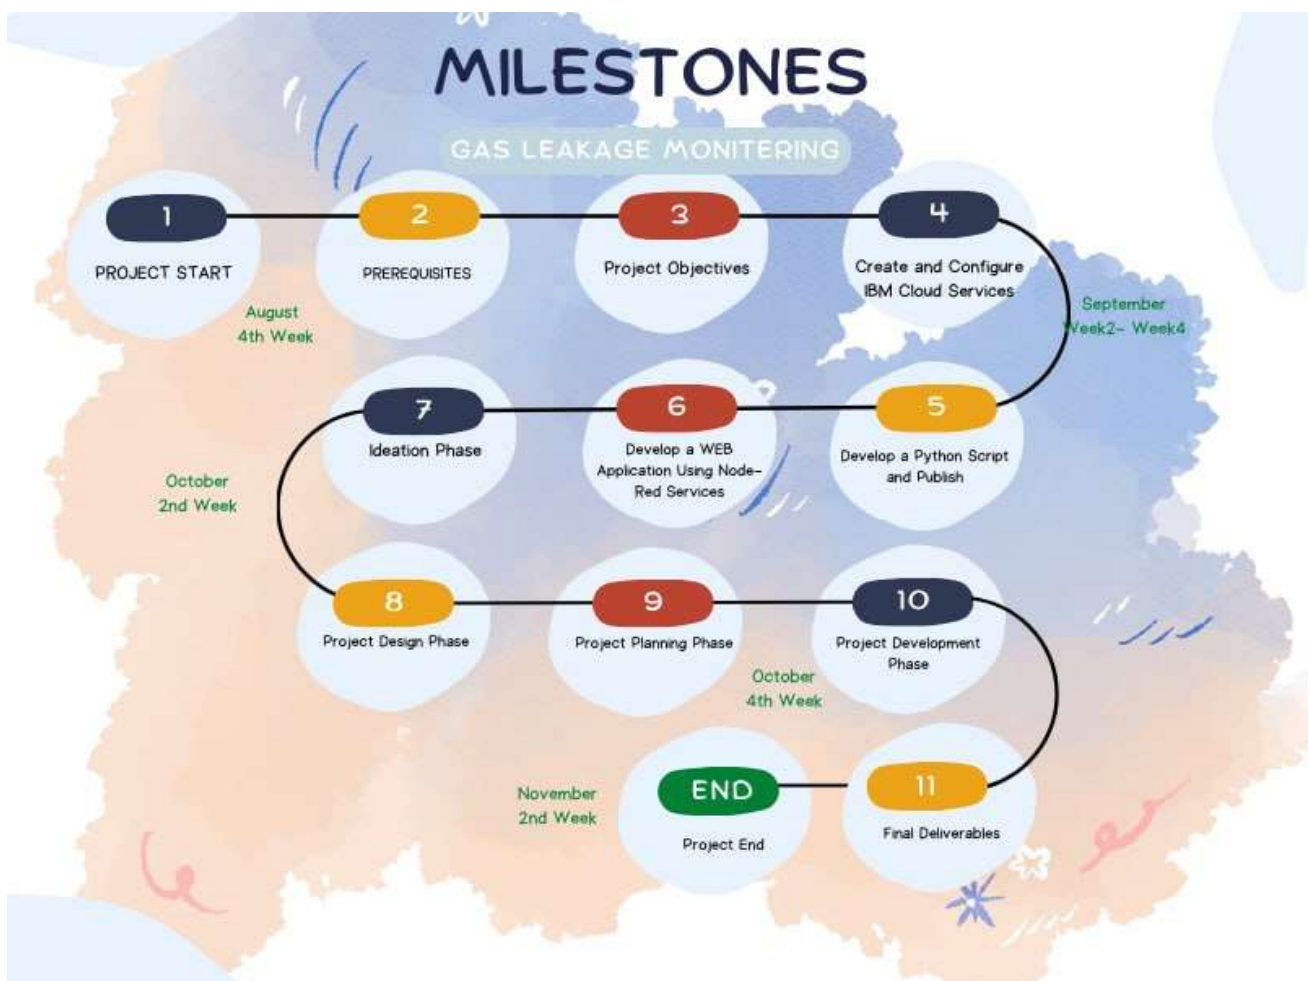 MILESTONES
GAS LEAKAGE MONITERING
1
PROJECT START
2
PREREQUISITES
3
Project Objectives
4
Create and Configure
IBM Cloud Services
August
4th Week
September
Week2- Week4
7
Ideation Phase
6
Develop a WEB
Application Using Node-
Red Services
5
Develop a Python Script
and Publish
October
2nd Week
8
Project Design Phase
9
Project Planning Phase
10
Project Development
Phase
October
4th Week
END
Project End
11
Final Deliverables
November
2nd Week